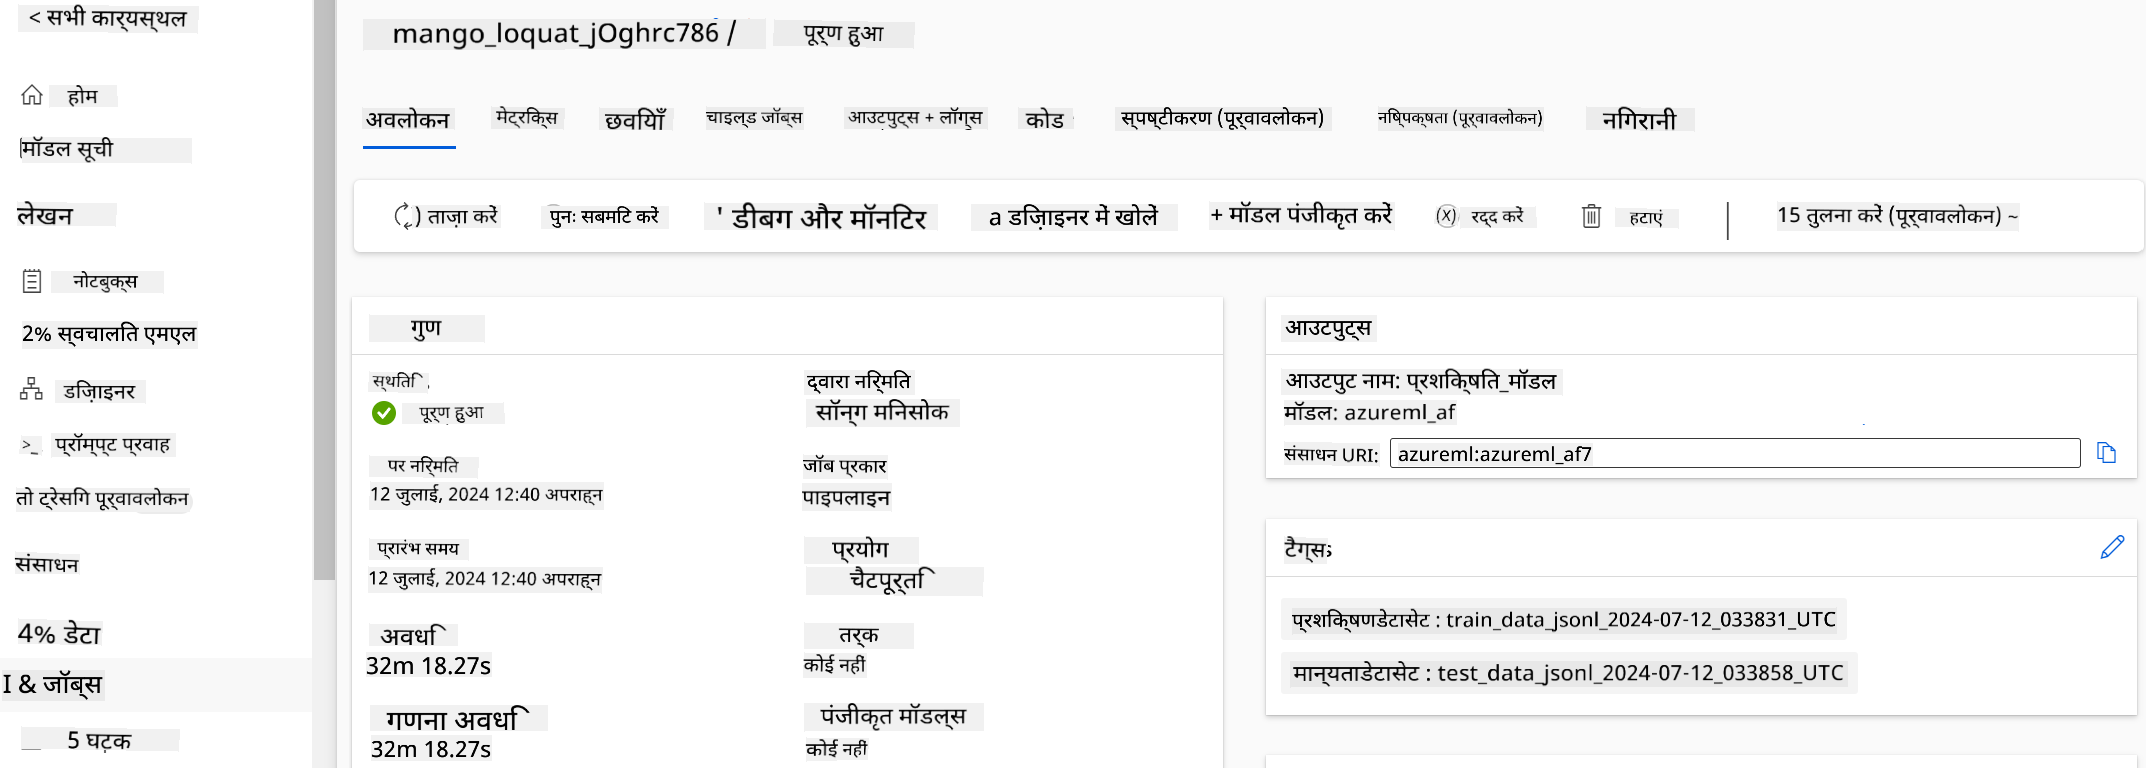 < सभी कार्यस्थल
होम
मॉडल सूची
लेखन
नोटबुक्स
2% स्वचालित एमएल
डिज़ाइनर
>_ प्रॉम्प्ट प्रवाह
तो ट्रेसिंग पूर्वावलोकन
संसाधन
4% डेटा
I & जॉब्स
5 घटक
mango_loquat_jOghrc786 / पूर्ण हुआ
अवलोकन मेट्रिक्स छवियाँ चाइल्ड जॉब्स आउटपुट्स + लॉग्स कोड स्पष्टीकरण (पूर्वावलोकन) निष्पक्षता (पूर्वावलोकन) निगरानी
) ताज़ा करें पुनः सबमिट करें ' डीबग और मॉनिटर a डिज़ाइनर में खोलें + मॉडल पंजीकृत करें (x) रद्द करें हटाएं 15 तुलना करें (पूर्वावलोकन) ~
गुण
स्थिति
पूर्ण हुआ
पर निर्मित
12 जुलाई, 2024 12:40 अपराह्न
प्रारंभ समय
12 जुलाई, 2024 12:40 अपराह्न
अवधि
32m 18.27s
गणना अवधि
32m 18.27s
द्वारा निर्मित
सॉन्ग मिनसोक
जॉब प्रकार
पाइपलाइन
प्रयोग
चैटपूर्ति
तर्क
कोई नहीं
पंजीकृत मॉडल्स
कोई नहीं
आउटपुट्स
आउटपुट नाम: प्रशिक्षित_मॉडल
मॉडल: azureml_af
संसाधन URI: azureml:azureml_af7
टैग्स
प्रशिक्षणडेटासेट : train_data_jsonl_2024-07-12_033831_UTC
मान्यताडेटासेट : test_data_jsonl_2024-07-12_033858_UTC